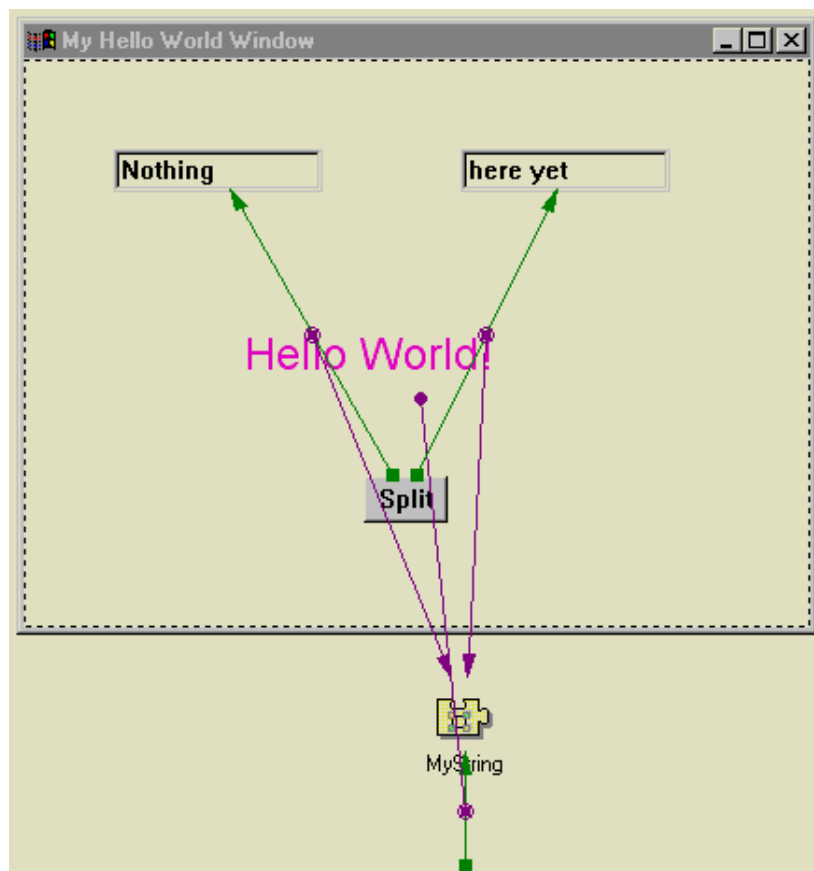 My Hello World Window
Nothing
here yet
Hello World!
Split
MyString